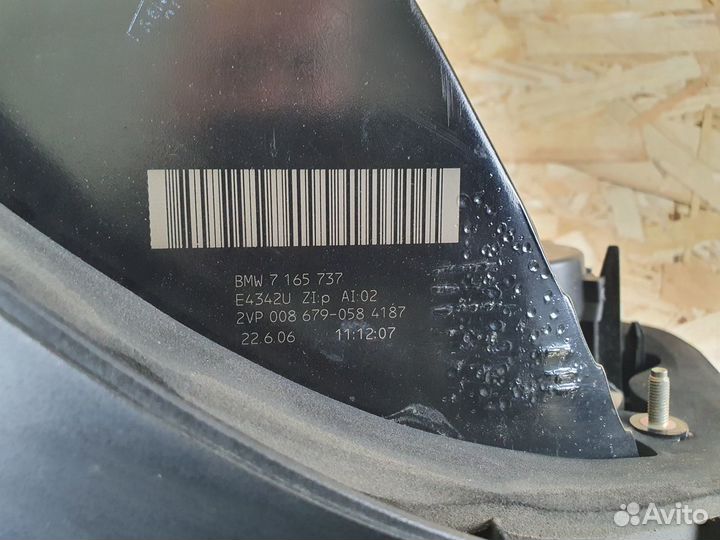 BMW 7 165 737
E4342U ZI:p AI:02
2VP 008 679-058 4187
22.6.06 11:12:07
Avito